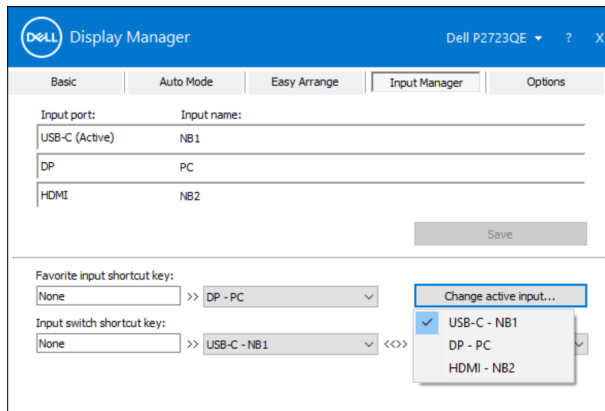 DELL Display Manager Dell P2723QE ? X
Basic Auto Mode Easy Arrange Input Manager Options
Input port: Input name:
USB-C (Active) NB1
DP PC
HDMI NB2
Save
Favorite input shortcut key:
None >> DP - PC Change active input...
Input switch shortcut key:
None >> USB-C - NB1 <<>>
USB-C - NB1
DP - PC
HDMI - NB2